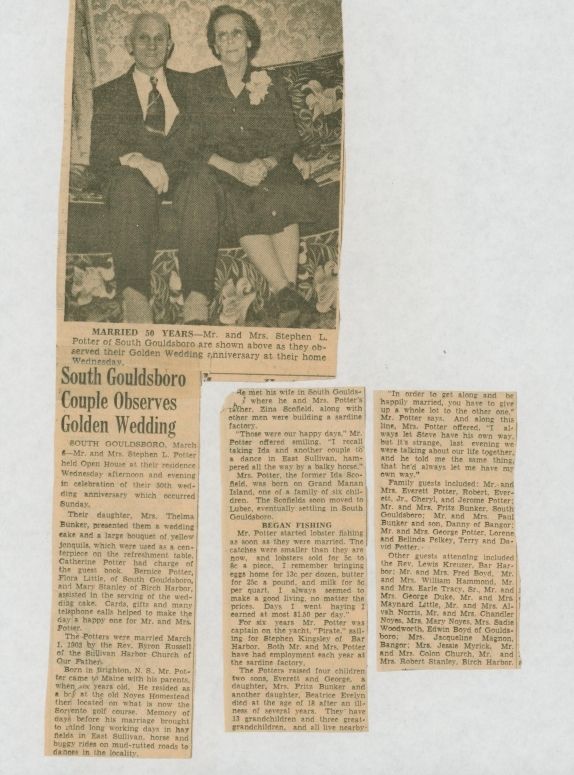 MARRIED 50 YEARS—Mr. and Mrs. Stephen L.
Potter of South Gouldsboro are shown above as they ob-
served their Golden Wedding anniversary at their home
Wednesday.
South Gouldsboro
Couple Observes
Golden Wedding
SOUTH GOULDSBORO, March
6—Mr. and Mrs. Stephen L. Potter
held Open House at their residence
Wednesday afternoon and evening
in celebration of their 50th wed-
ding anniversary which occurred
Sunday.
Their daughter, Mrs. Thelma
Bunker, presented them a wedding
cake and a large bouquet of yellow
jonquils, which were used as a cen-
terpiece on the refreshment table.
Catherine Potter had charge of
the guest book. Bernice Potter,
Flora Little, of South Gouldsboro,
and Mary Stanley of Birch Harbor,
assisted in the serving of the wed-
ding cake. Cards, gifts and many
telephone calls helped to make the
day a happy one for Mr. and Mrs.
Potter.
The Potters were married March
1, 1903 by the Rev. Byron Russell
of the Sullivan Harbor Church of
Our Father.
Born in Brighton, N. S. Mr. Pot-
ter came to Maine with his parents,
when six years old. He resided as
a boy at the old Noyes Homestead
then located on what is now the
Sorrento golf course. Memory of
days before his marriage brought
to mind long working days in hay
fields in East Sullivan, horse and
buggy rides on mud-rutted roads to
dances in the locality.
He met his wife in South Goulds-
where he and Mrs. Potter's
father, Zina Scofield, along with
other men were building a sardine
factory.
"Those were our happy days," Mr.
Potter offered smiling. "I recall
taking Ida and another couple to
a dance in East Sullivan, ham-
pered all the way by a balky horse."
Mrs. Potter, the former Ida Sco-
field, was born on Grand Manan
Island, one of a family of six chil-
dren. The Scofields soon moved to
Lubec, eventually settling in South
Gouldsboro.
BEGAN FISHING
Mr. Potter started lobster fishing
as soon as they were married. The
catches were smaller than they are
now, and lobsters sold for 5c to
8c a piece, I remember bringing
eggs home for 12c per dozen, butter
for 25c a pound, and milk for 5c
per quart. I always seemed to
make a good living, no matter the
prices. Days I went haying I
earned at most $1.50 per day."
For six years Mr. Potter was
captain on the yacht, "Pirate," sail-
ing for Stephen Kingsley of Bar
Harbor. Both Mr. and Mrs. Potter
have had employment each year at
the sardine factory.
The Potters raised four children
two sons, Everett and George, a
daughter, Mrs. Fritz Bunker and
another daughter, Beatrice Evelyn
died at the age of 18 after an ill-
ness of several years. They have
13 grandchildren and three great-
grandchildren, and all live nearby.
"In order to get along and be
happily married, you have to give
up a whole lot to the other one,"
Mr. Potter says. And along this
line, Mrs. Potter offered, "I al-
ways let Steve have his own way,
but it's strange, last evening we
were talking about our life together,
and he told me the same thing,
that he'd always let me have my
own way."
Family guests included: Mr. and
Mrs. Everett Potter, Robert, Ever-
ett, Jr., Cheryl, and Jerome Potter;
Mr. and Mrs. Fritz Bunker, South
Gouldsboro; Mr. and Mrs. Paul
Bunker and son, Danny of Bangor;
Mr. and Mrs. George Potter, Lorene
and Belinda Pelkey, Terry and Da-
vid Potter.
Other guests attending included
the Rev. Lewis Kreuzer, Bar Har-
bor; Mr. and Mrs. Fred Boyd, Mr.
and Mrs. William Hammond, Mr.
and Mrs. Earle Tracy, Sr., Mr. and
Mrs. George Duke, Mr. and Mrs.
Maynard Little, Mr. and Mrs. Al-
vah Norris, Mr. and Mrs. Chandler
Noyes, Mrs. Mary Noyes, Mrs. Sadie
Woodworth, Edwin Boyd of Goulds-
boro; Mrs. Jacqueline Magnon,
Bangor; Mrs. Jessie Myrick, Mr.
and Mrs. Colon Church, Mr. and
Mrs. Robert Stanley, Birch Harbor.